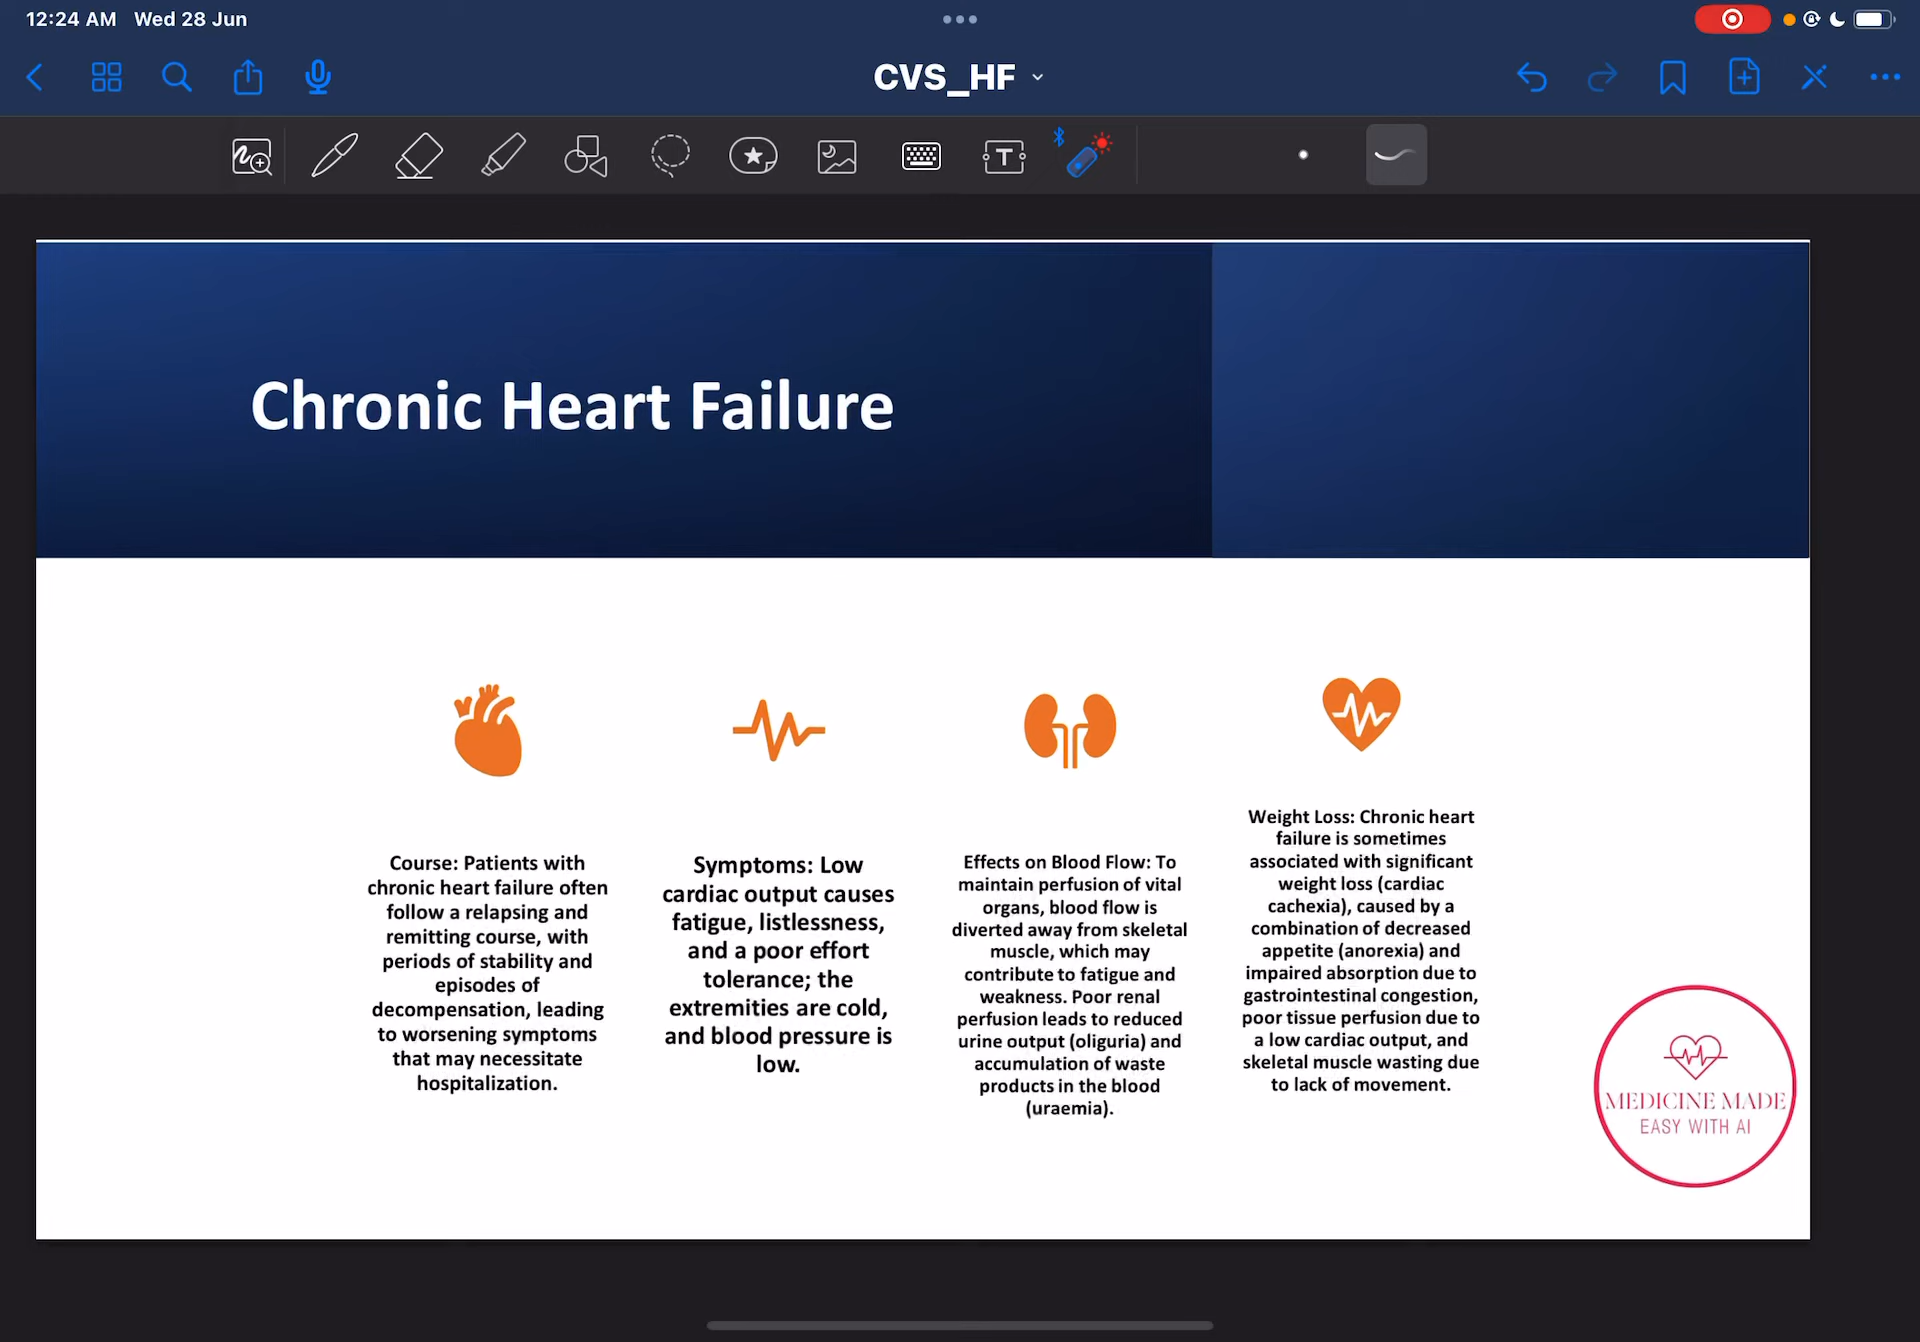 12:24 AM Wed 28 Jun
CVS_HF
T
Chronic Heart Failure
Course: Patients with
chronic heart failure often
follow a relapsing and
remitting course, with
periods of stability and
episodes of
decompensation, leading
to worsening symptoms
that may necessitate
hospitalization.
Symptoms: Low
cardiac output causes
fatigue, listlessness,
and a poor effort
tolerance; the
extremities are cold,
and blood pressure is
low.
Effects on Blood Flow: To
maintain perfusion of vital
organs, blood flow is
diverted away from skeletal
muscle, which may
contribute to fatigue and
weakness. Poor renal
perfusion leads to reduced
urine output (oliguria) and
accumulation of waste
products in the blood
(uraemia).
Weight Loss: Chronic heart
failure is sometimes
associated with significant
weight loss (cardiac
cachexia), caused by a
combination of decreased
appetite (anorexia) and
impaired absorption due to
gastrointestinal congestion,
poor tissue perfusion due to
a low cardiac output, and
skeletal muscle wasting due
to lack of movement.
MEDICINE MADE
EASY WITH AI